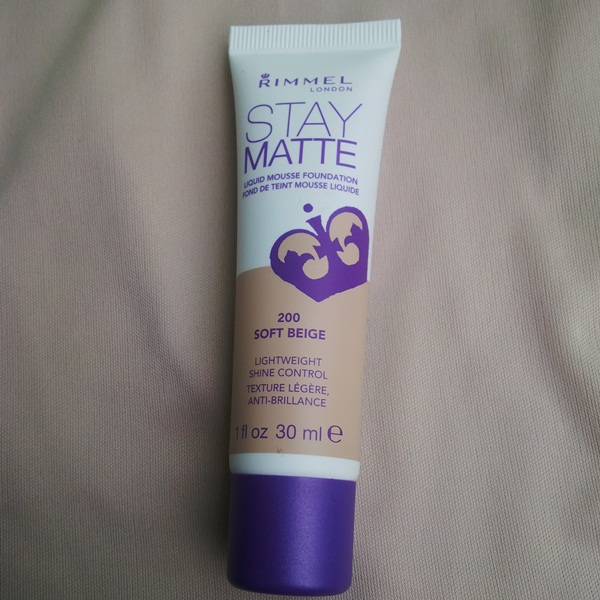 RIMMEL
LONDON
STAY
MATTE
LIQUID MOUSSE FOUNDATION
FOND DE TEINT MOUSSE LIQUIDE
200
SOFT BEIGE
LIGHTWEIGHT
SHINE CONTROL
TEXTURE LÉGÈRE,
ANTI-BRILLANCE
1 fl oz 30 ml ℮